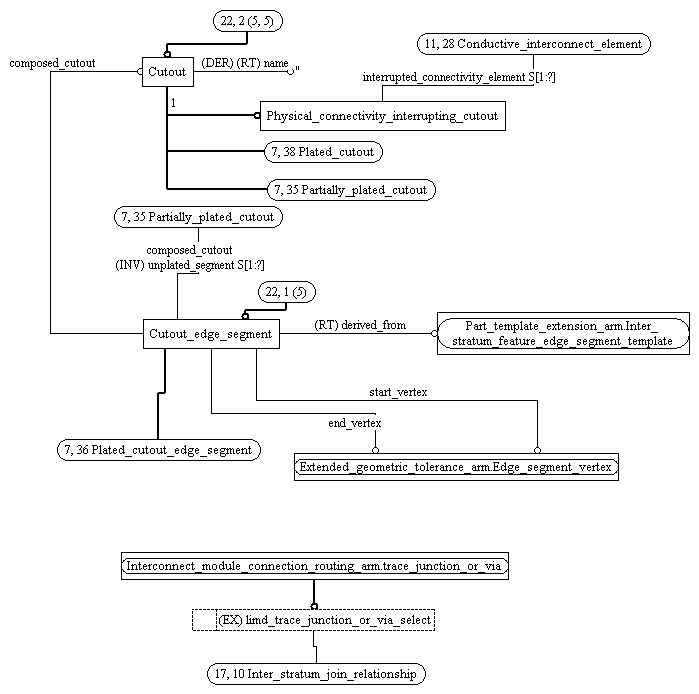 22, 2 (5, 5)
11, 28 Conductive_interconnect_element
composed_cutout
Cutout
(DER) (RT) name
"
interrupted_connectivity_element S[1:?]
1
Physical_connectivity_interrupting_cutout
7, 38 Plated_cutout
7, 35 Partially_plated_cutout
7, 35 Partially_plated_cutout
composed_cutout
(INV) unplated_segment S[1:?]
22, 1 (5)
Cutout_edge_segment
(RT) derived_from
Part_template_extension_arm.Inter_
stratum_feature_edge_segment_template
start_vertex
end_vertex
7, 36 Plated_cutout_edge_segment
Extended_geometric_tolerance_arm.Edge_segment_vertex
Interconnect_module_connection_routing_arm.trace_junction_or_via
(EX) limd_trace_junction_or_via_select
17, 10 Inter_stratum_join_relationship